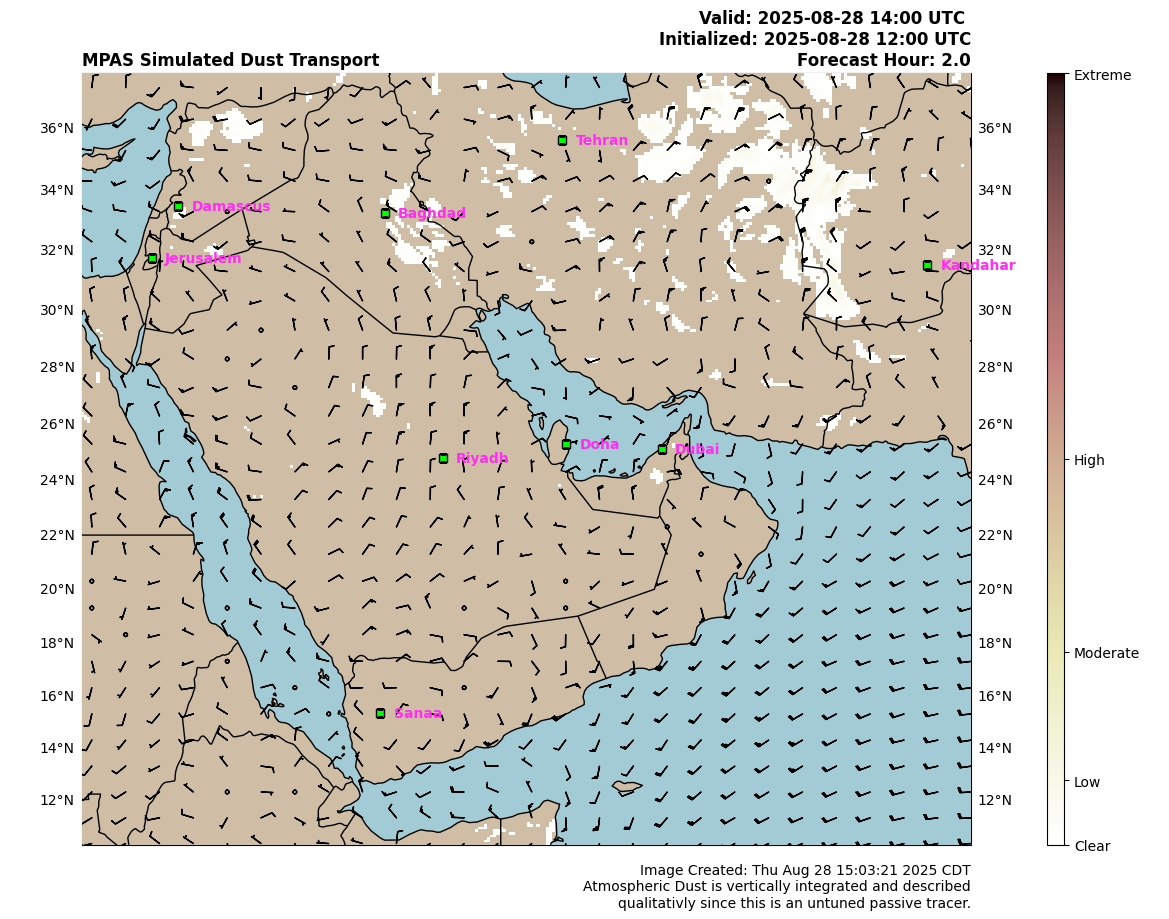 Valid: 2025-08-28 14:00 UTC
Initialized: 2025-08-28 12:00 UTC
MPAS Simulated Dust Transport
Forecast Hour: 2.0
Extreme
36°N
Tehran
36°N
34°N
Damascus
Baghdad
34°N
32°N
Jerusalem
32°N
Kandahar
30°N
30°N
28°N
28°N
26°N
Doha
Dubai
26°N
Riyadh
High
24°N
24°N
22°N
22°N
20°N
20°N
18°N
18°N
Moderate
16°N
16°N
Sanaa
14°N
14°N
12°N
12°N
Low
Clear
Image Created: Thu Aug 28 15:03:21 2025 CDT
Atmospheric Dust is vertically integrated and described
qualitativly since this is an untuned passive tracer.